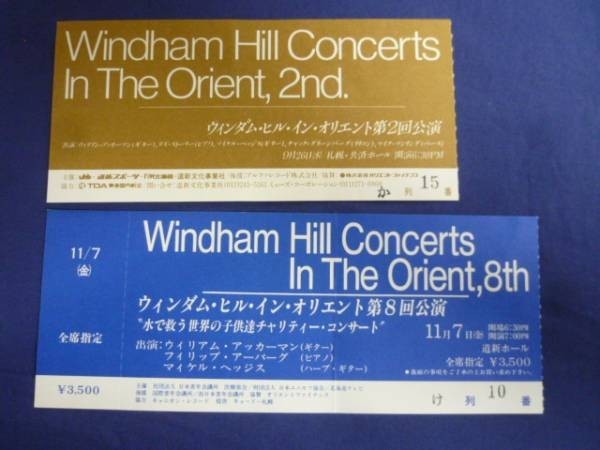 Windham Hill Concerts
In The Orient, 2nd.
ウィンダム・ヒル・イン・オリエント第2回公演
9月26日(水) 札幌・共済ホール 開演6:30PM
か 列 15 番
11/7
(金)
全席指定
¥3,500
Windham Hill Concerts
In The Orient, 8th
ウィンダム・ヒル・イン・オリエント第8回公演
"水で救う世界の子供達チャリティー・コンサート"
11月7日(金) 開場6:30PM
開演7:00PM
出演:ウイリアム・アッカーマン(ギター)
フィリップ・アーバーグ (ピアノ)
マイケル・ヘッジス (ハープ・ギター)
道新ホール
全席指定 ¥3,500
け 列 10 番